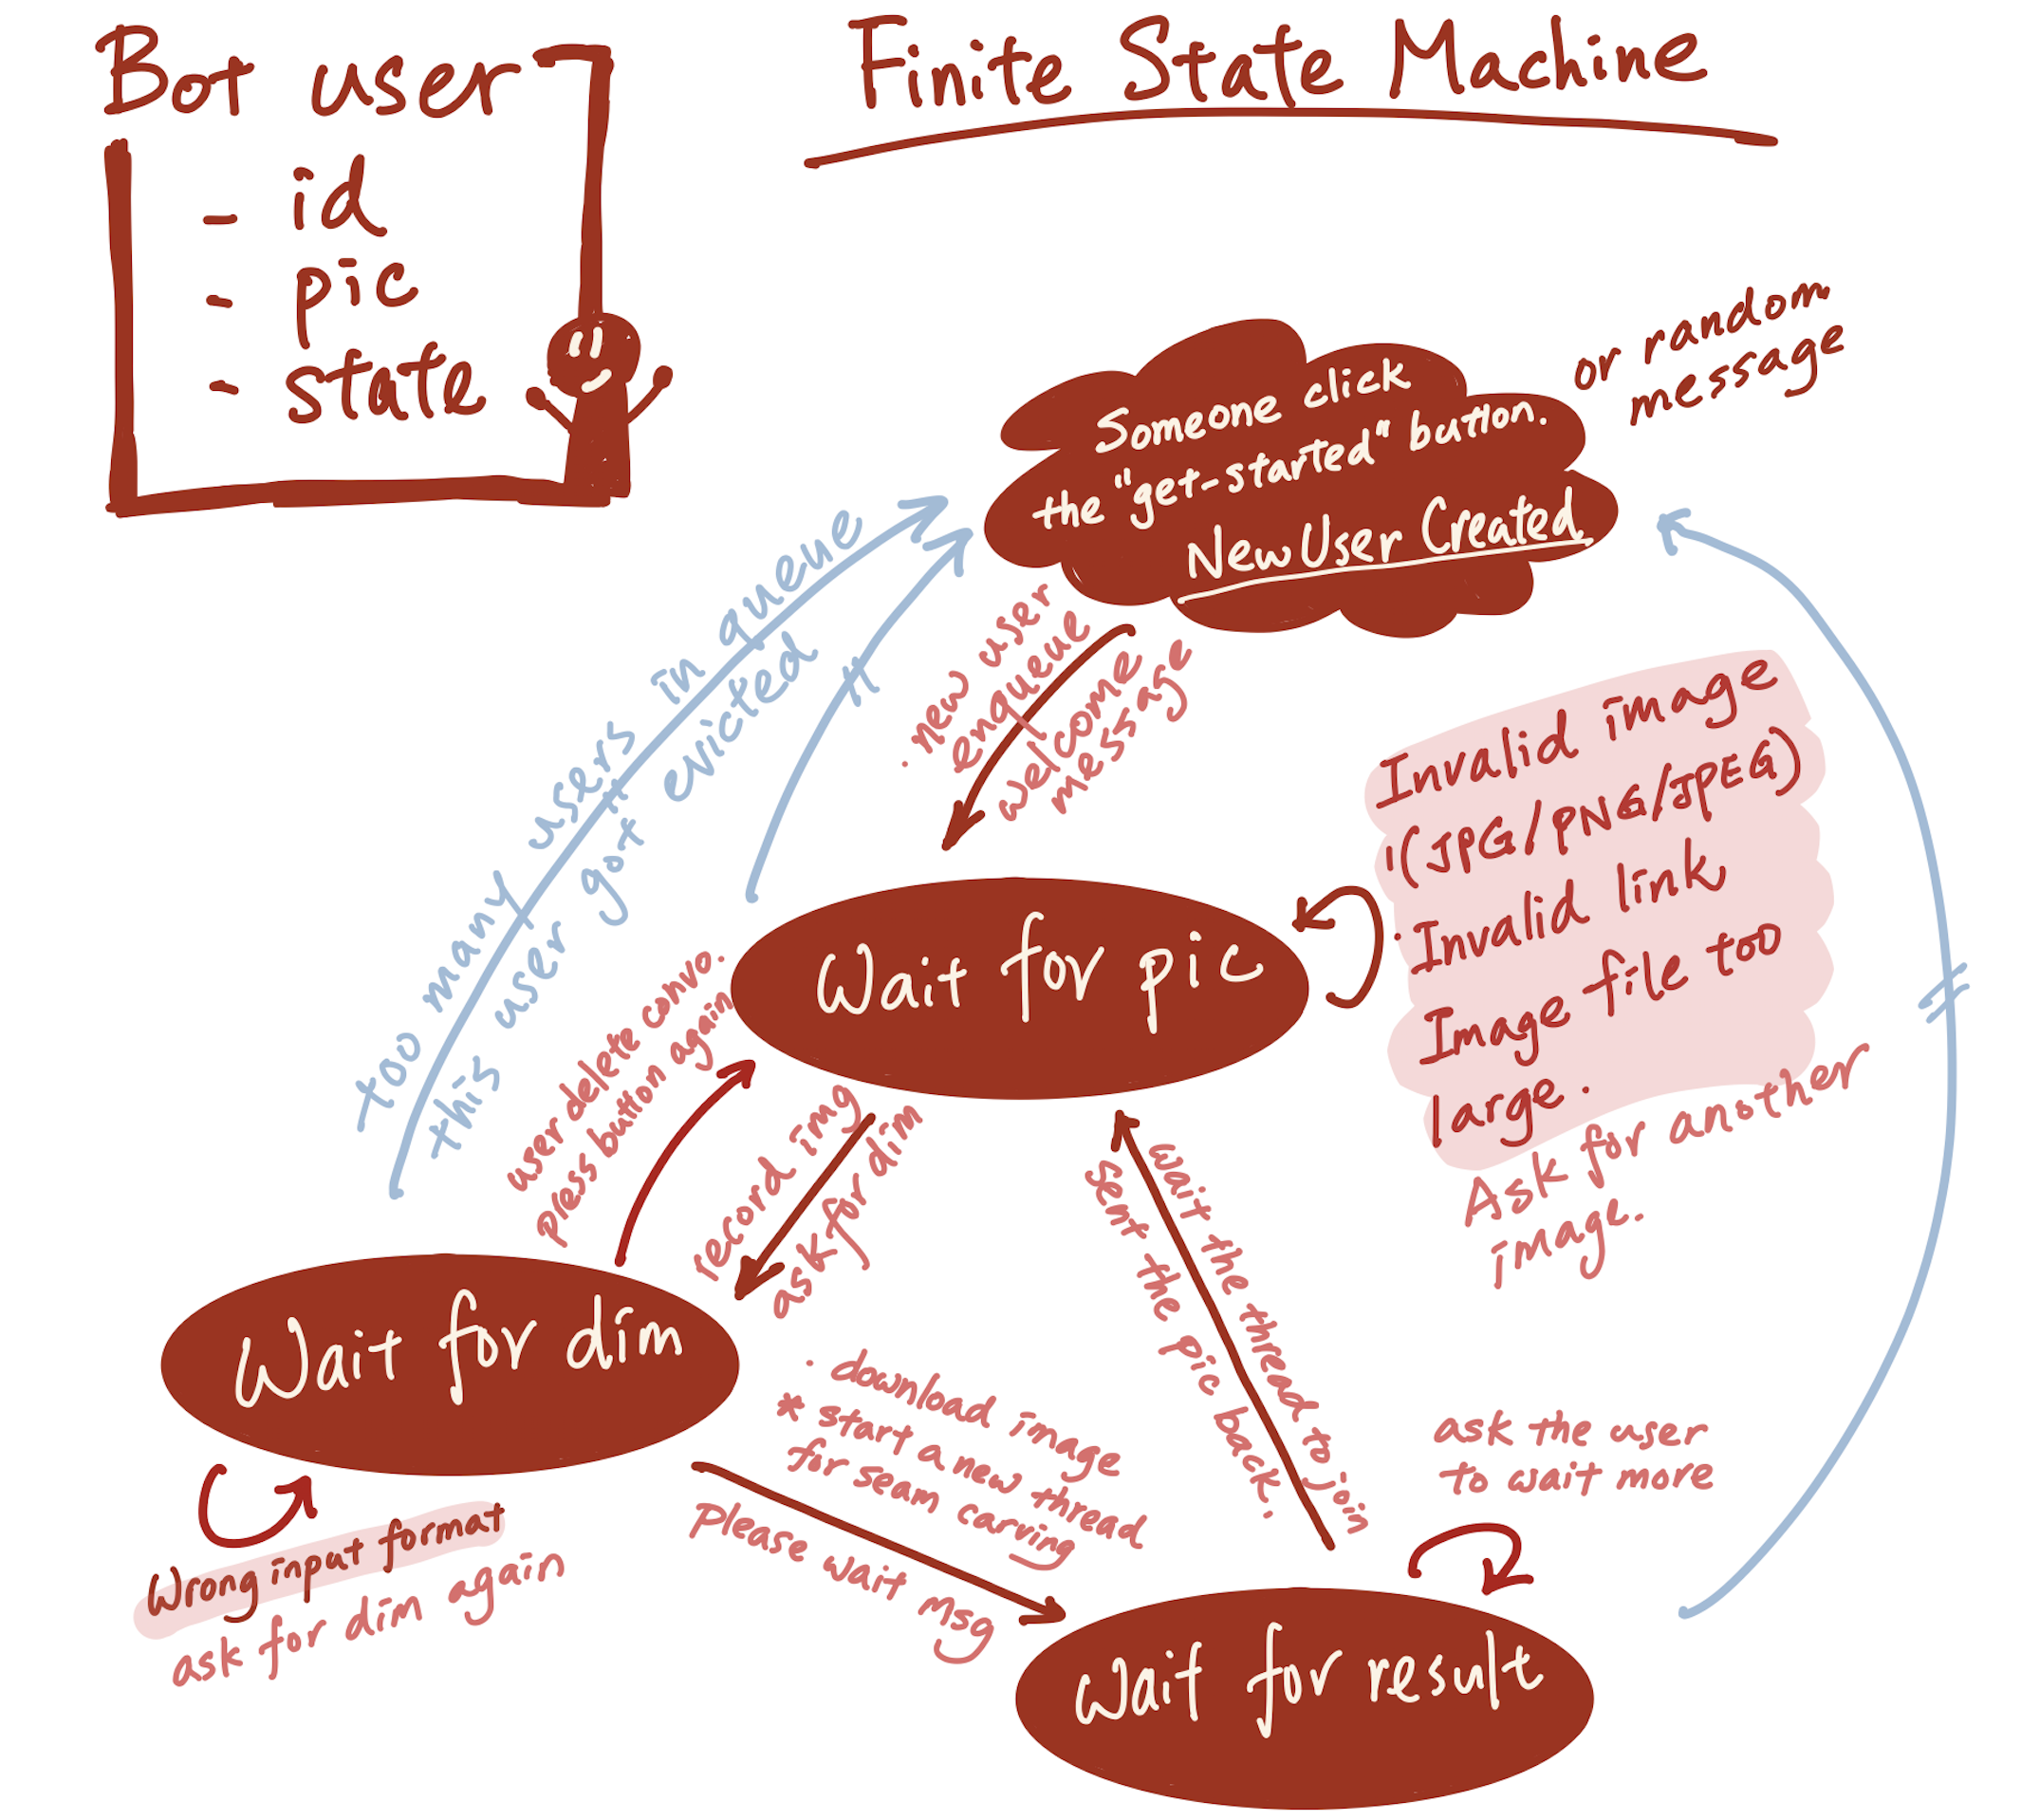 Bot user
- id
- pic
- state
Finite State Machine
or random
message
Someone click
the "get-started" button.
New User Created
too many users in queue
this user got evicted
· new user
enqueue
welcome
message
Invalid image
"(JPG/PNG/JPEG)
· Invalid link
Image file too
large.
Ask for another
image.
Wait for pic
user delete convo.
press button again
record img
ask for dim
Wait the thread to join
sent the pic back.
Wait for dim
Wrong input format
ask for dim again
· download image
* start a new thread
for seam carving
Please wait msg
ask the user
to wait more
Wait for result